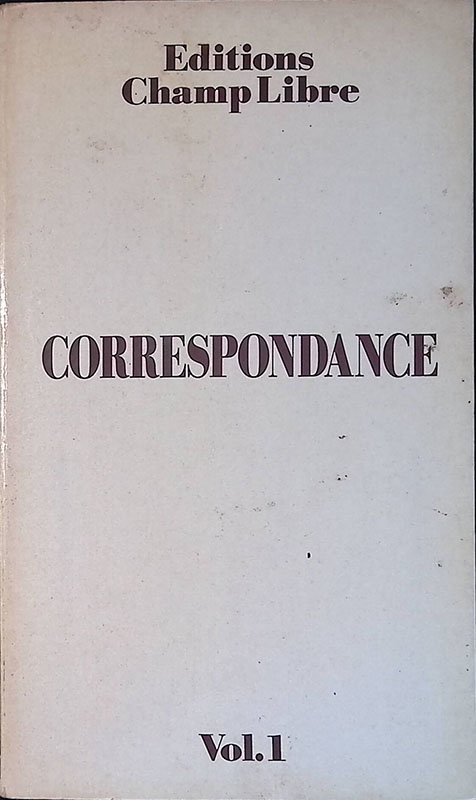 Editions
Champ Libre
CORRESPONDANCE
Vol. 1